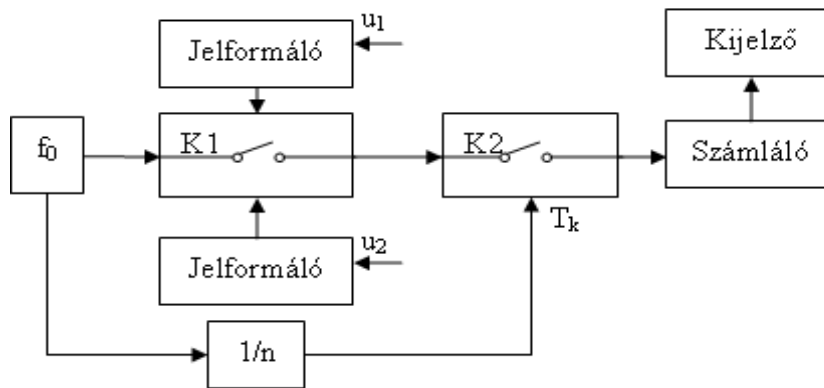 u₁
Jelformáló
Kijelző
f₀
K1
K2
Számláló
Tₖ
u₂
Jelformáló
1/n